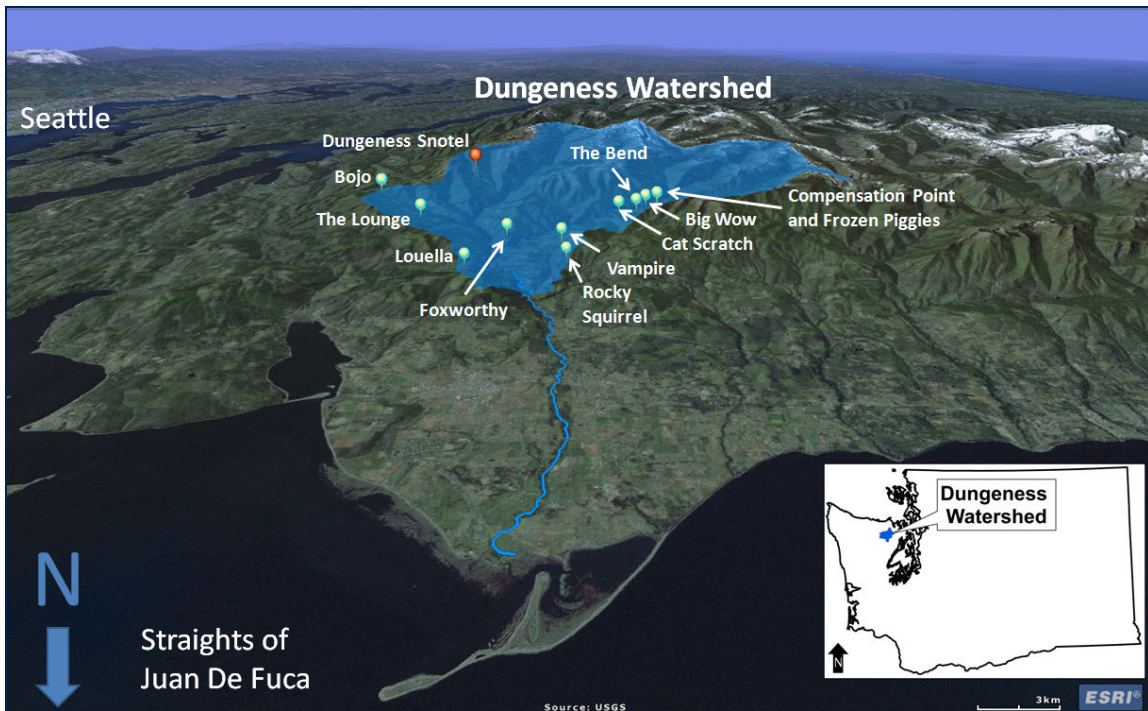 Dungeness Watershed
Seattle
Dungeness Snotel
The Bend
Bojo
Compensation Point
and Frozen Piggies
The Lounge
Big Wow
Cat Scratch
Louella
Vampire
Foxworthy
Rocky
Squirrel
Dungeness
Watershed
N
N
Straights of
Juan De Fuca
3km
ESRI®
Source: USGS